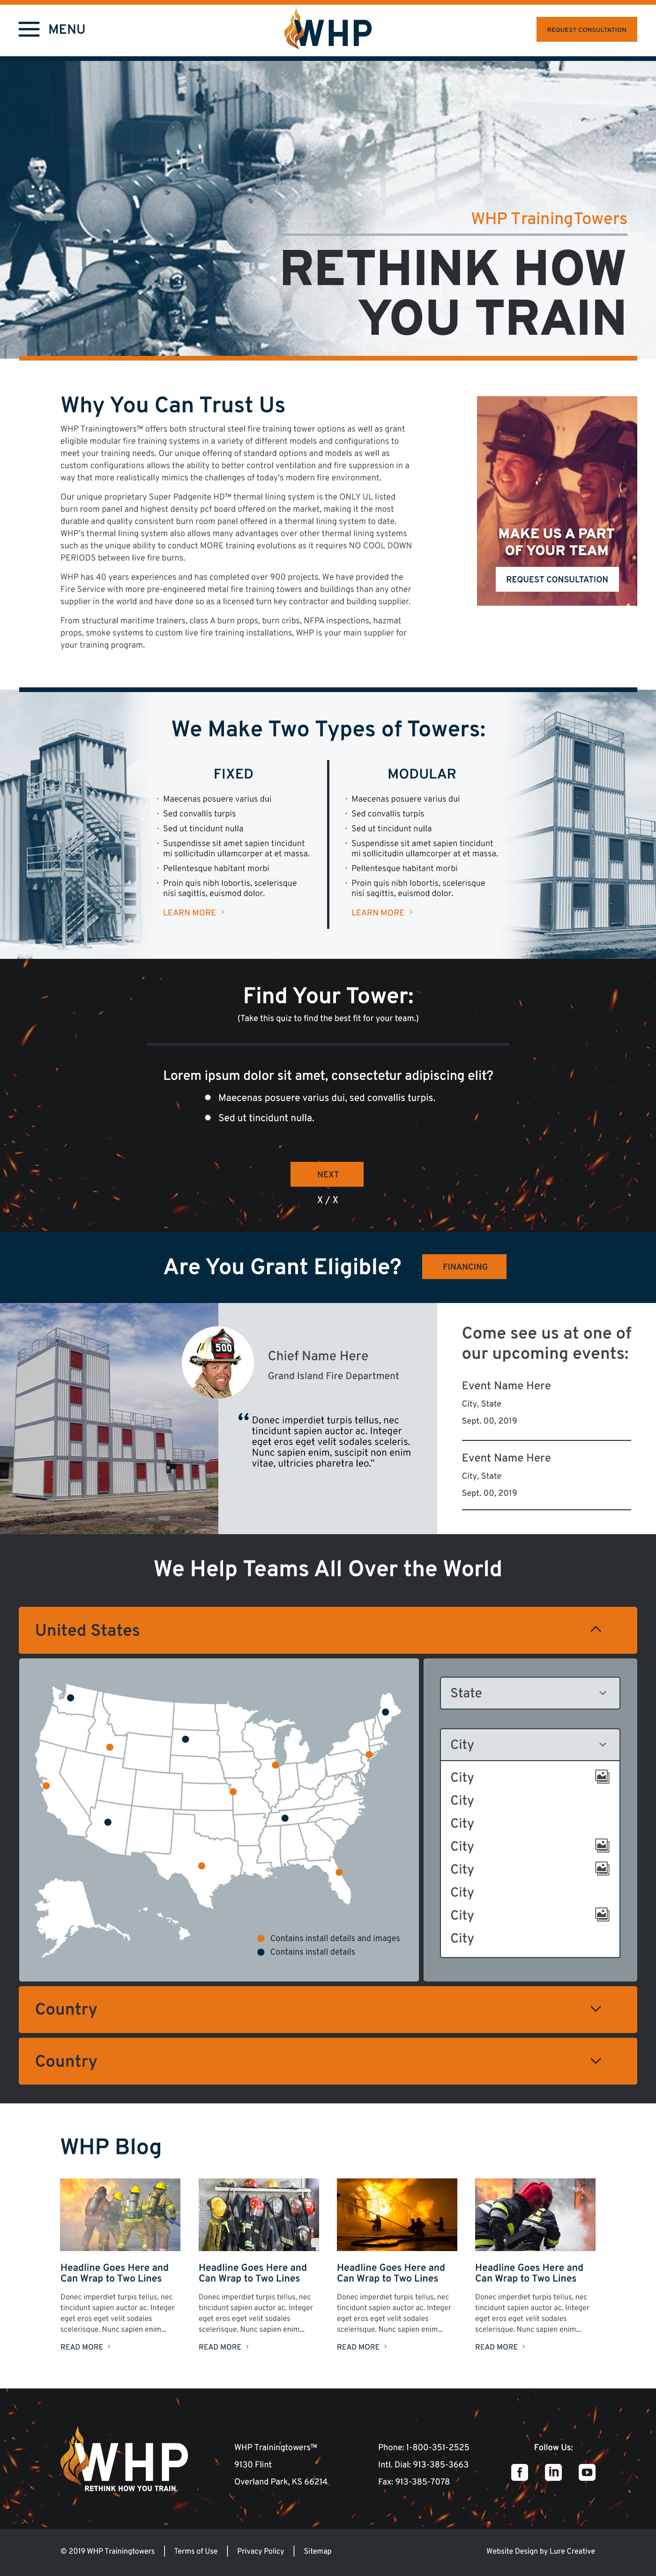 MENU
WHP
REQUEST CONSULTATION
WHP TrainingTowers
RETHINK HOW
YOU TRAIN
Why You Can Trust Us
WHP Trainingtowers™ offers both structural steel fire training tower options as well as grant
eligible modular fire training systems in a variety of different models and configurations to
meet your training needs. Our unique offering of standard options and models as well as
custom configurations allows the ability to better control ventilation and fire suppression in a
way that more realistically mimics the challenges of today's modern fire environment.
Our unique proprietary Super Padgenite HD™ thermal lining system is the ONLY UL listed
burn room panel and highest density pcf board offered on the market, making it the most
durable and quality consistent burn room panel offered in a thermal lining system to date.
WHP's thermal lining system also allows many advantages over other thermal lining systems
such as the unique ability to conduct MORE training evolutions as it requires NO COOL DOWN
PERIODS between live fire burns.
WHP has 40 years experiences and has completed over 900 projects. We have provided the
Fire Service with more pre-engineered metal fire training towers and buildings than any other
supplier in the world and have done so as a licensed turn key contractor and building supplier.
From structural maritime trainers, class A burn props, burn cribs, NFPA inspections, hazmat
props, smoke systems to custom live fire training installations, WHP is your main supplier for
your training program.
MAKE US A PART
OF YOUR TEAM
REQUEST CONSULTATION
We Make Two Types of Towers:
FIXED
· Maecenas posuere varius dui
· Sed convallis turpis
· Sed ut tincidunt nulla
· Suspendisse sit amet sapien tincidunt
mi sollicitudin ullamcorper at et massa.
· Pellentesque habitant morbi
· Proin quis nibh lobortis, scelerisque
nisi sagittis, euismod dolor.
LEARN MORE >
MODULAR
· Maecenas posuere varius dui
· Sed convallis turpis
· Sed ut tincidunt nulla
· Suspendisse sit amet sapien tincidunt
mi sollicitudin ullamcorper at et massa.
· Pellentesque habitant morbi
· Proin quis nibh lobortis, scelerisque
nisi sagittis, euismod dolor.
LEARN MORE >
Find Your Tower:
(Take this quiz to find the best fit for your team.)
Lorem ipsum dolor sit amet, consectetur adipiscing elit?
Maecenas posuere varius dui, sed convallis turpis.
Sed ut tincidunt nulla.
NEXT
X / X
Are You Grant Eligible?
FINANCING
500
Chief Name Here
Grand Island Fire Department
“ Donec imperdiet turpis tellus, nec
tincidunt sapien auctor ac. Integer
eget eros eget velit sodales sceleris.
Nunc sapien enim, suscipit non enim
vitae, ultricies pharetra leo.”
Come see us at one of
our upcoming events:
Event Name Here
City, State
Sept. 00, 2019
Event Name Here
City, State
Sept. 00, 2019
We Help Teams All Over the World
United States
Contains install details and images
Contains install details
State
City
City
City
City
City
City
City
City
City
Country
Country
WHP Blog
Headline Goes Here and
Can Wrap to Two Lines
Donec imperdiet turpis tellus, nec
tincidunt sapien auctor ac. Integer
eget eros eget velit sodales
scelerisque. Nunc sapien enim...
READ MORE >
Headline Goes Here and
Can Wrap to Two Lines
Donec imperdiet turpis tellus, nec
tincidunt sapien auctor ac. Integer
eget eros eget velit sodales
scelerisque. Nunc sapien enim...
READ MORE >
Headline Goes Here and
Can Wrap to Two Lines
Donec imperdiet turpis tellus, nec
tincidunt sapien auctor ac. Integer
eget eros eget velit sodales
scelerisque. Nunc sapien enim...
READ MORE >
Headline Goes Here and
Can Wrap to Two Lines
Donec imperdiet turpis tellus, nec
tincidunt sapien auctor ac. Integer
eget eros eget velit sodales
scelerisque. Nunc sapien enim...
READ MORE >
WHP
RETHINK HOW YOU TRAIN
WHP Trainingtowers™
9130 Flint
Overland Park, KS 66214
Phone: 1-800-351-2525
Intl. Dial: 913-385-3663
Fax: 913-385-7078
Follow Us:
© 2019 WHP Trainingtowers | Terms of Use | Privacy Policy | Sitemap
Website Design by Lure Creative